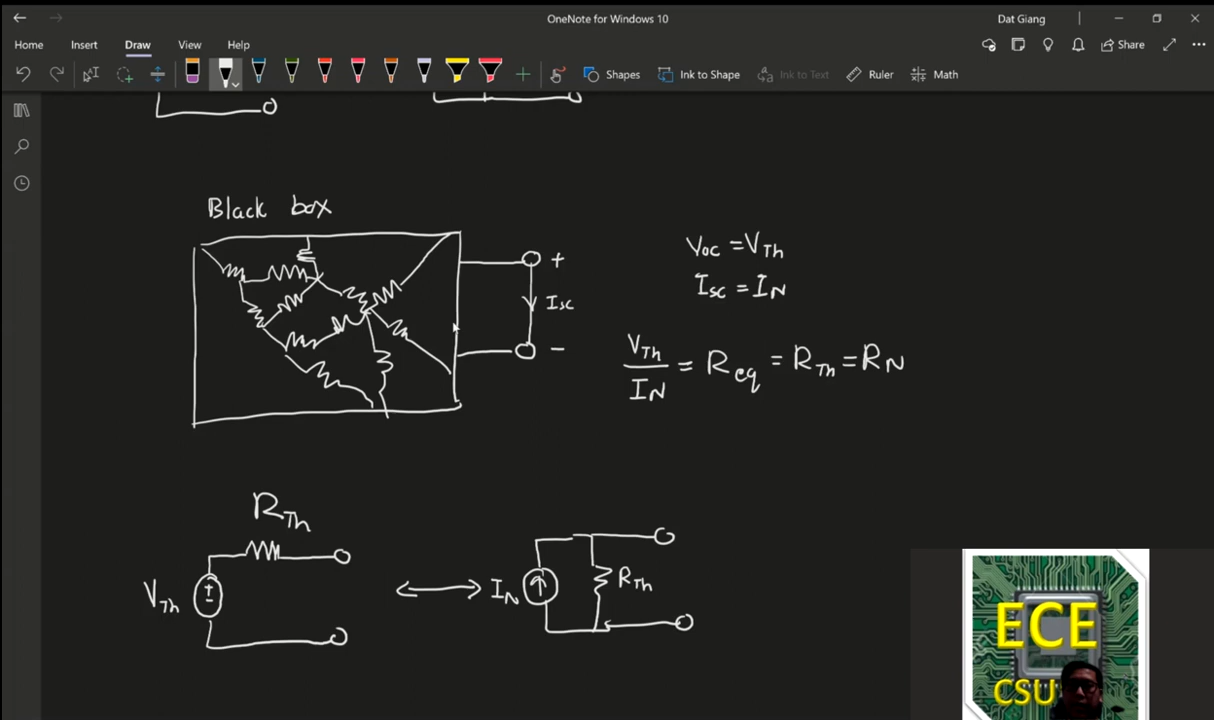 OneNote for Windows 10
Dat Giang
Home Insert Draw View Help
Share
Shapes Ink to Shape Ink to Text Ruler Math
Black box
+
Isc
-
Voc = VTh
Isc = IN
VTh / IN = Req = RTh = RN
RTh
VTh
+
-
IN
RTh
ECE
CSU